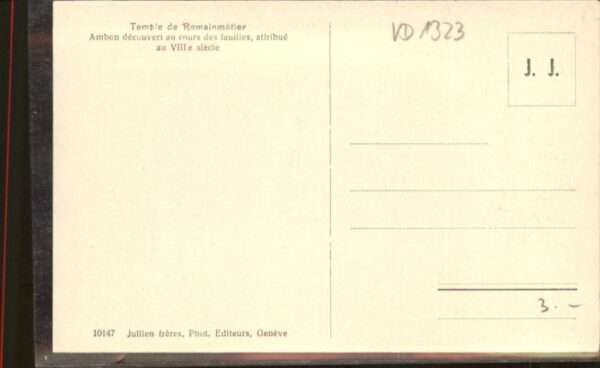 Temple de Romainmôtier
Ambon découvert au cours des fouilles, attribué
au VIIIe siècle
VD 1323
J. J.
3.-
10147 Jullien frères, Phot. Editeurs, Genève